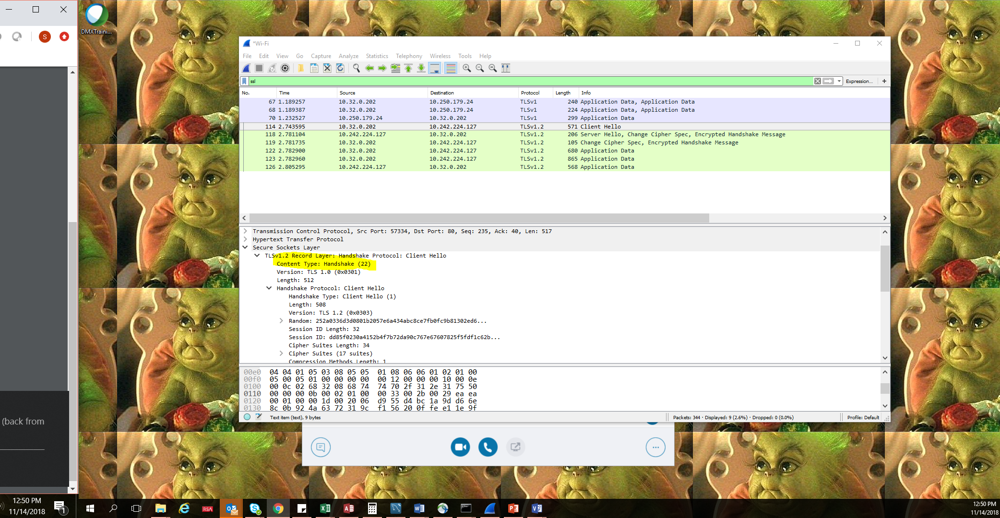 S
DMXTraini...
*Wi-Fi
File Edit View Go Capture Analyze Statistics Telephony Wireless Tools Help
ssl
Expression... +
No. Time Source Destination Protocol Length Info
67 1.189257 10.32.0.202 10.250.179.24 TLSv1 240 Application Data, Application Data
68 1.189387 10.32.0.202 10.250.179.24 TLSv1 224 Application Data, Application Data
70 1.232527 10.250.179.24 10.32.0.202 TLSv1 299 Application Data
114 2.743595 10.32.0.202 10.242.224.127 TLSv1.2 571 Client Hello
118 2.781104 10.242.224.127 10.32.0.202 TLSv1.2 206 Server Hello, Change Cipher Spec, Encrypted Handshake Message
119 2.781735 10.32.0.202 10.242.224.127 TLSv1.2 105 Change Cipher Spec, Encrypted Handshake Message
122 2.782900 10.32.0.202 10.242.224.127 TLSv1.2 680 Application Data
123 2.782960 10.32.0.202 10.242.224.127 TLSv1.2 865 Application Data
126 2.805295 10.242.224.127 10.32.0.202 TLSv1.2 568 Application Data
Transmission Control Protocol, Src Port: 57334, Dst Port: 80, Seq: 235, Ack: 40, Len: 517
Hypertext Transfer Protocol
Secure Sockets Layer
TLSv1.2 Record Layer: Handshake Protocol: Client Hello
Content Type: Handshake (22)
Version: TLS 1.0 (0x0301)
Length: 512
Handshake Protocol: Client Hello
Handshake Type: Client Hello (1)
Length: 508
Version: TLS 1.2 (0x0303)
Random: 252a0336d3d0801b2057e6a434abc8ce7fb0fc9b81302ed6...
Session ID Length: 32
Session ID: dd85f0230a4152b4f7b72da90c767e67607825f5fdf1c62b...
Cipher Suites Length: 34
Cipher Suites (17 suites)
Compression Methods Length: 1
00e0 04 04 01 05 03 08 05 05 01 08 06 06 01 02 01 00
00f0 05 00 05 01 00 00 00 00 00 12 00 00 00 10 00 0e
0100 00 0c 02 68 32 08 68 74 74 70 2f 31 2e 31 75 50
0110 00 00 00 0b 00 02 01 00 00 33 00 2b 00 29 ea ea
0120 00 01 00 00 1d 00 20 06 d9 55 d4 bc 1a 9d d6 6e
0130 8c 0b 92 4a 63 72 31 9c f1 56 20 0f fe e1 1e 9f
Text item (text), 9 bytes
Packets: 344 · Displayed: 9 (2.6%) · Dropped: 0 (0.0%)
Profile: Default
(back from
12:50 PM
11/14/2018
1
RSA
12:50 PM
11/14/2018